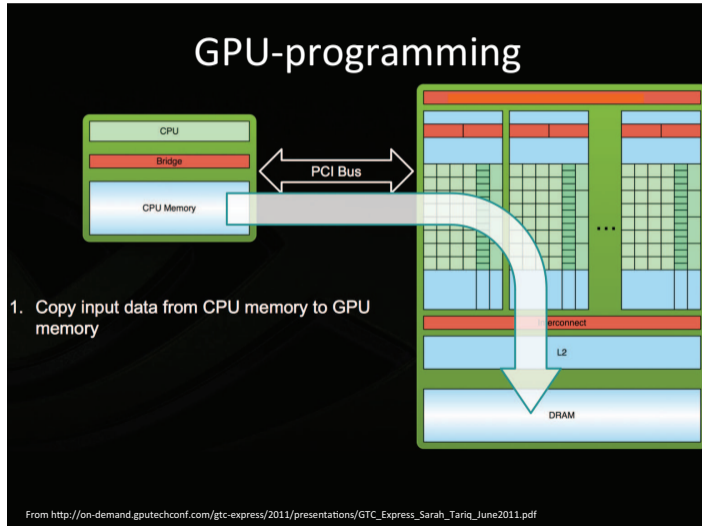 GPU-programming
CPU
Bridge
CPU Memory
PCI Bus
1. Copy input data from CPU memory to GPU
memory
L2
DRAM
From http://on-demand.gputechconf.com/gtc-express/2011/presentations/GTC_Express_Sarah_Tariq_June2011.pdf